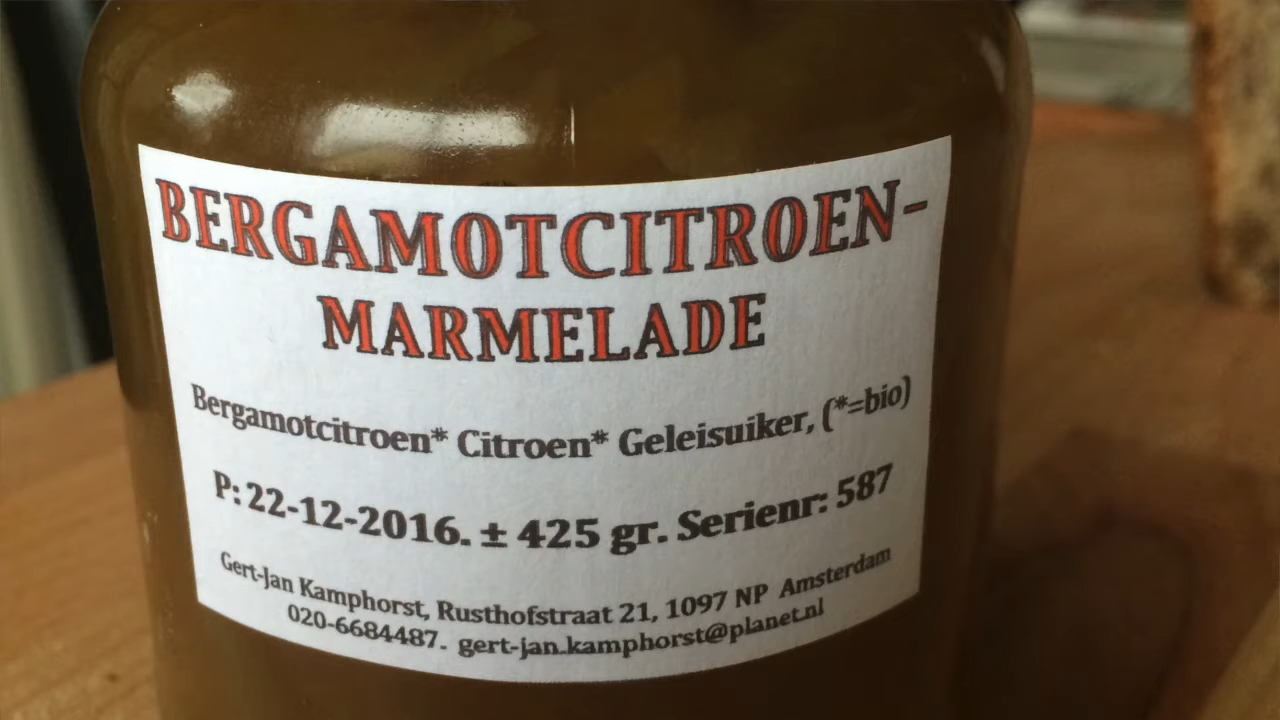 BERGAMOTCITROEN-
MARMELADE
Bergamotcitroen* Citroen* Geleisuiker, (*=bio)
P: 22-12-2016. ± 425 gr. Serienr: 587
Gert-Jan Kamphorst, Rusthofstraat 21, 1097 NP Amsterdam
020-6684487. gert-jan.kamphorst@planet.nl